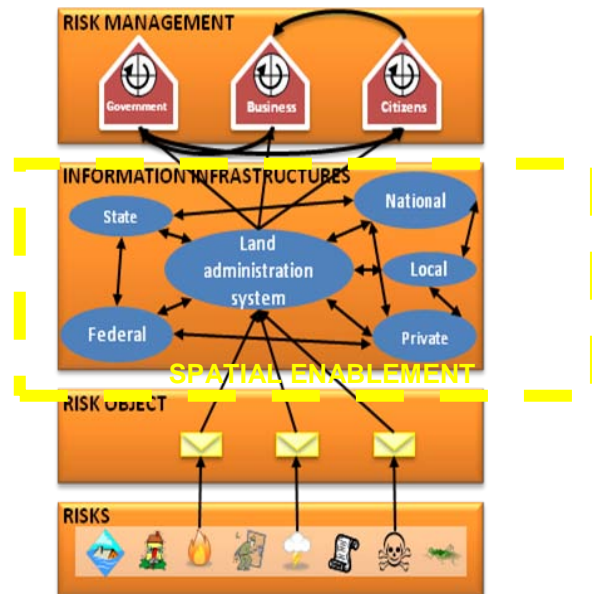 RISK MANAGEMENT
Government
Business
Citizens
INFORMATION INFRASTRUCTURES
State
National
Land
administration
system
Local
Federal
Private
SPATIAL ENABLEMENT
RISK OBJECT
RISKS